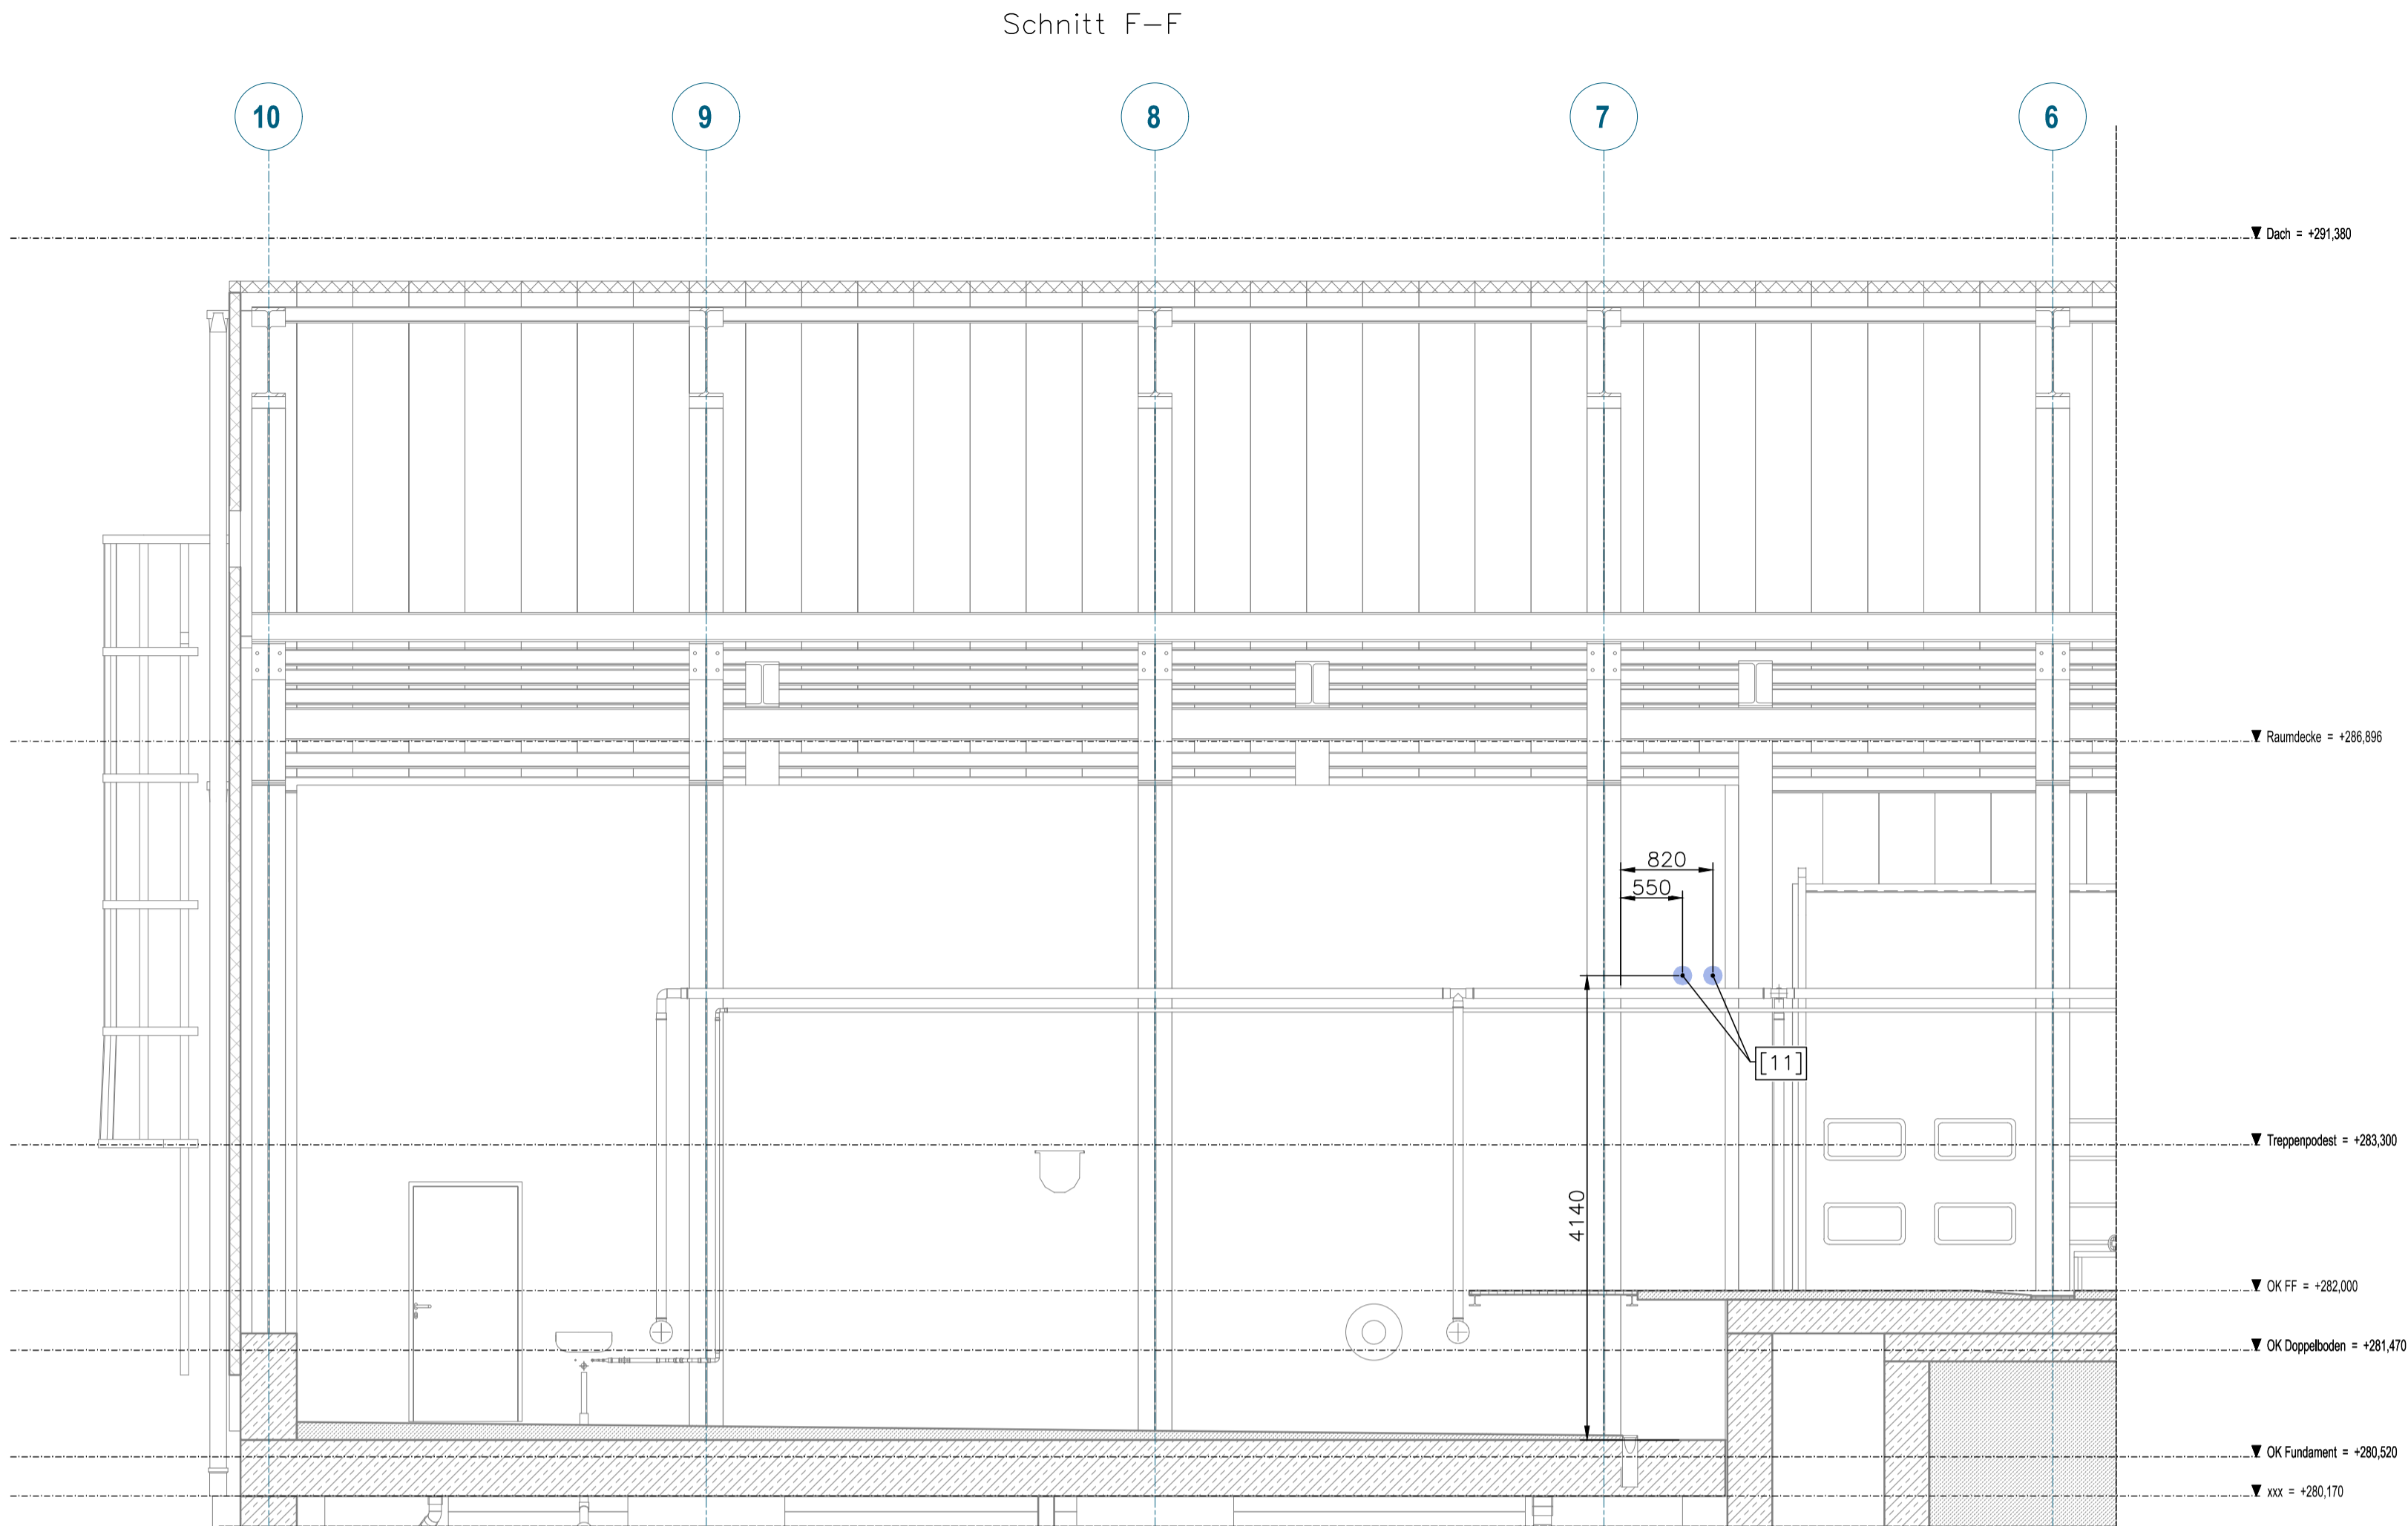 Schnitt F-F
10 9 8 7 6
Dach = +291,380
Raumdecke = +286,896
820
550
[11]
Treppenpodest = +283,300
4140
OK FF = +282,000
OK Doppelboden = +281,470
OK Fundament = +280,520
xxx = +280,170